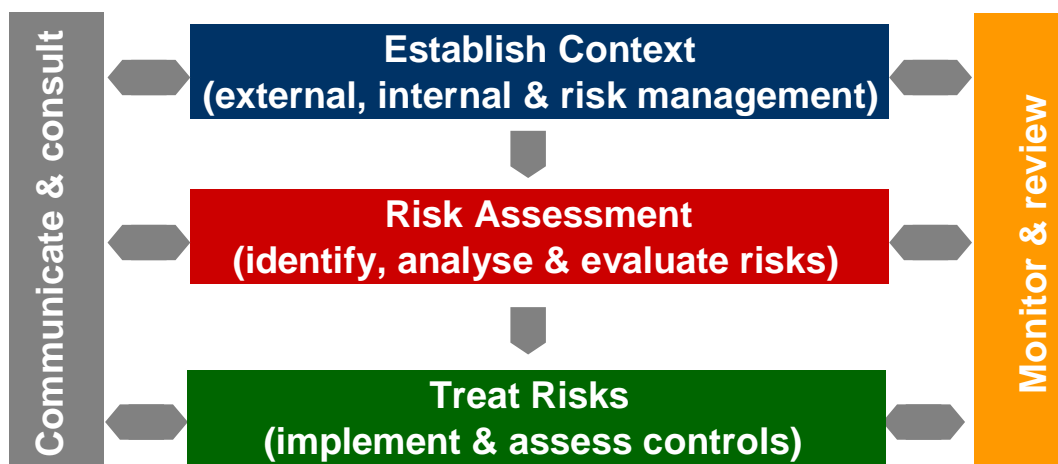 Communicate & consult
Establish Context
(external, internal & risk management)
Risk Assessment
(identify, analyse & evaluate risks)
Treat Risks
(implement & assess controls)
Monitor & review